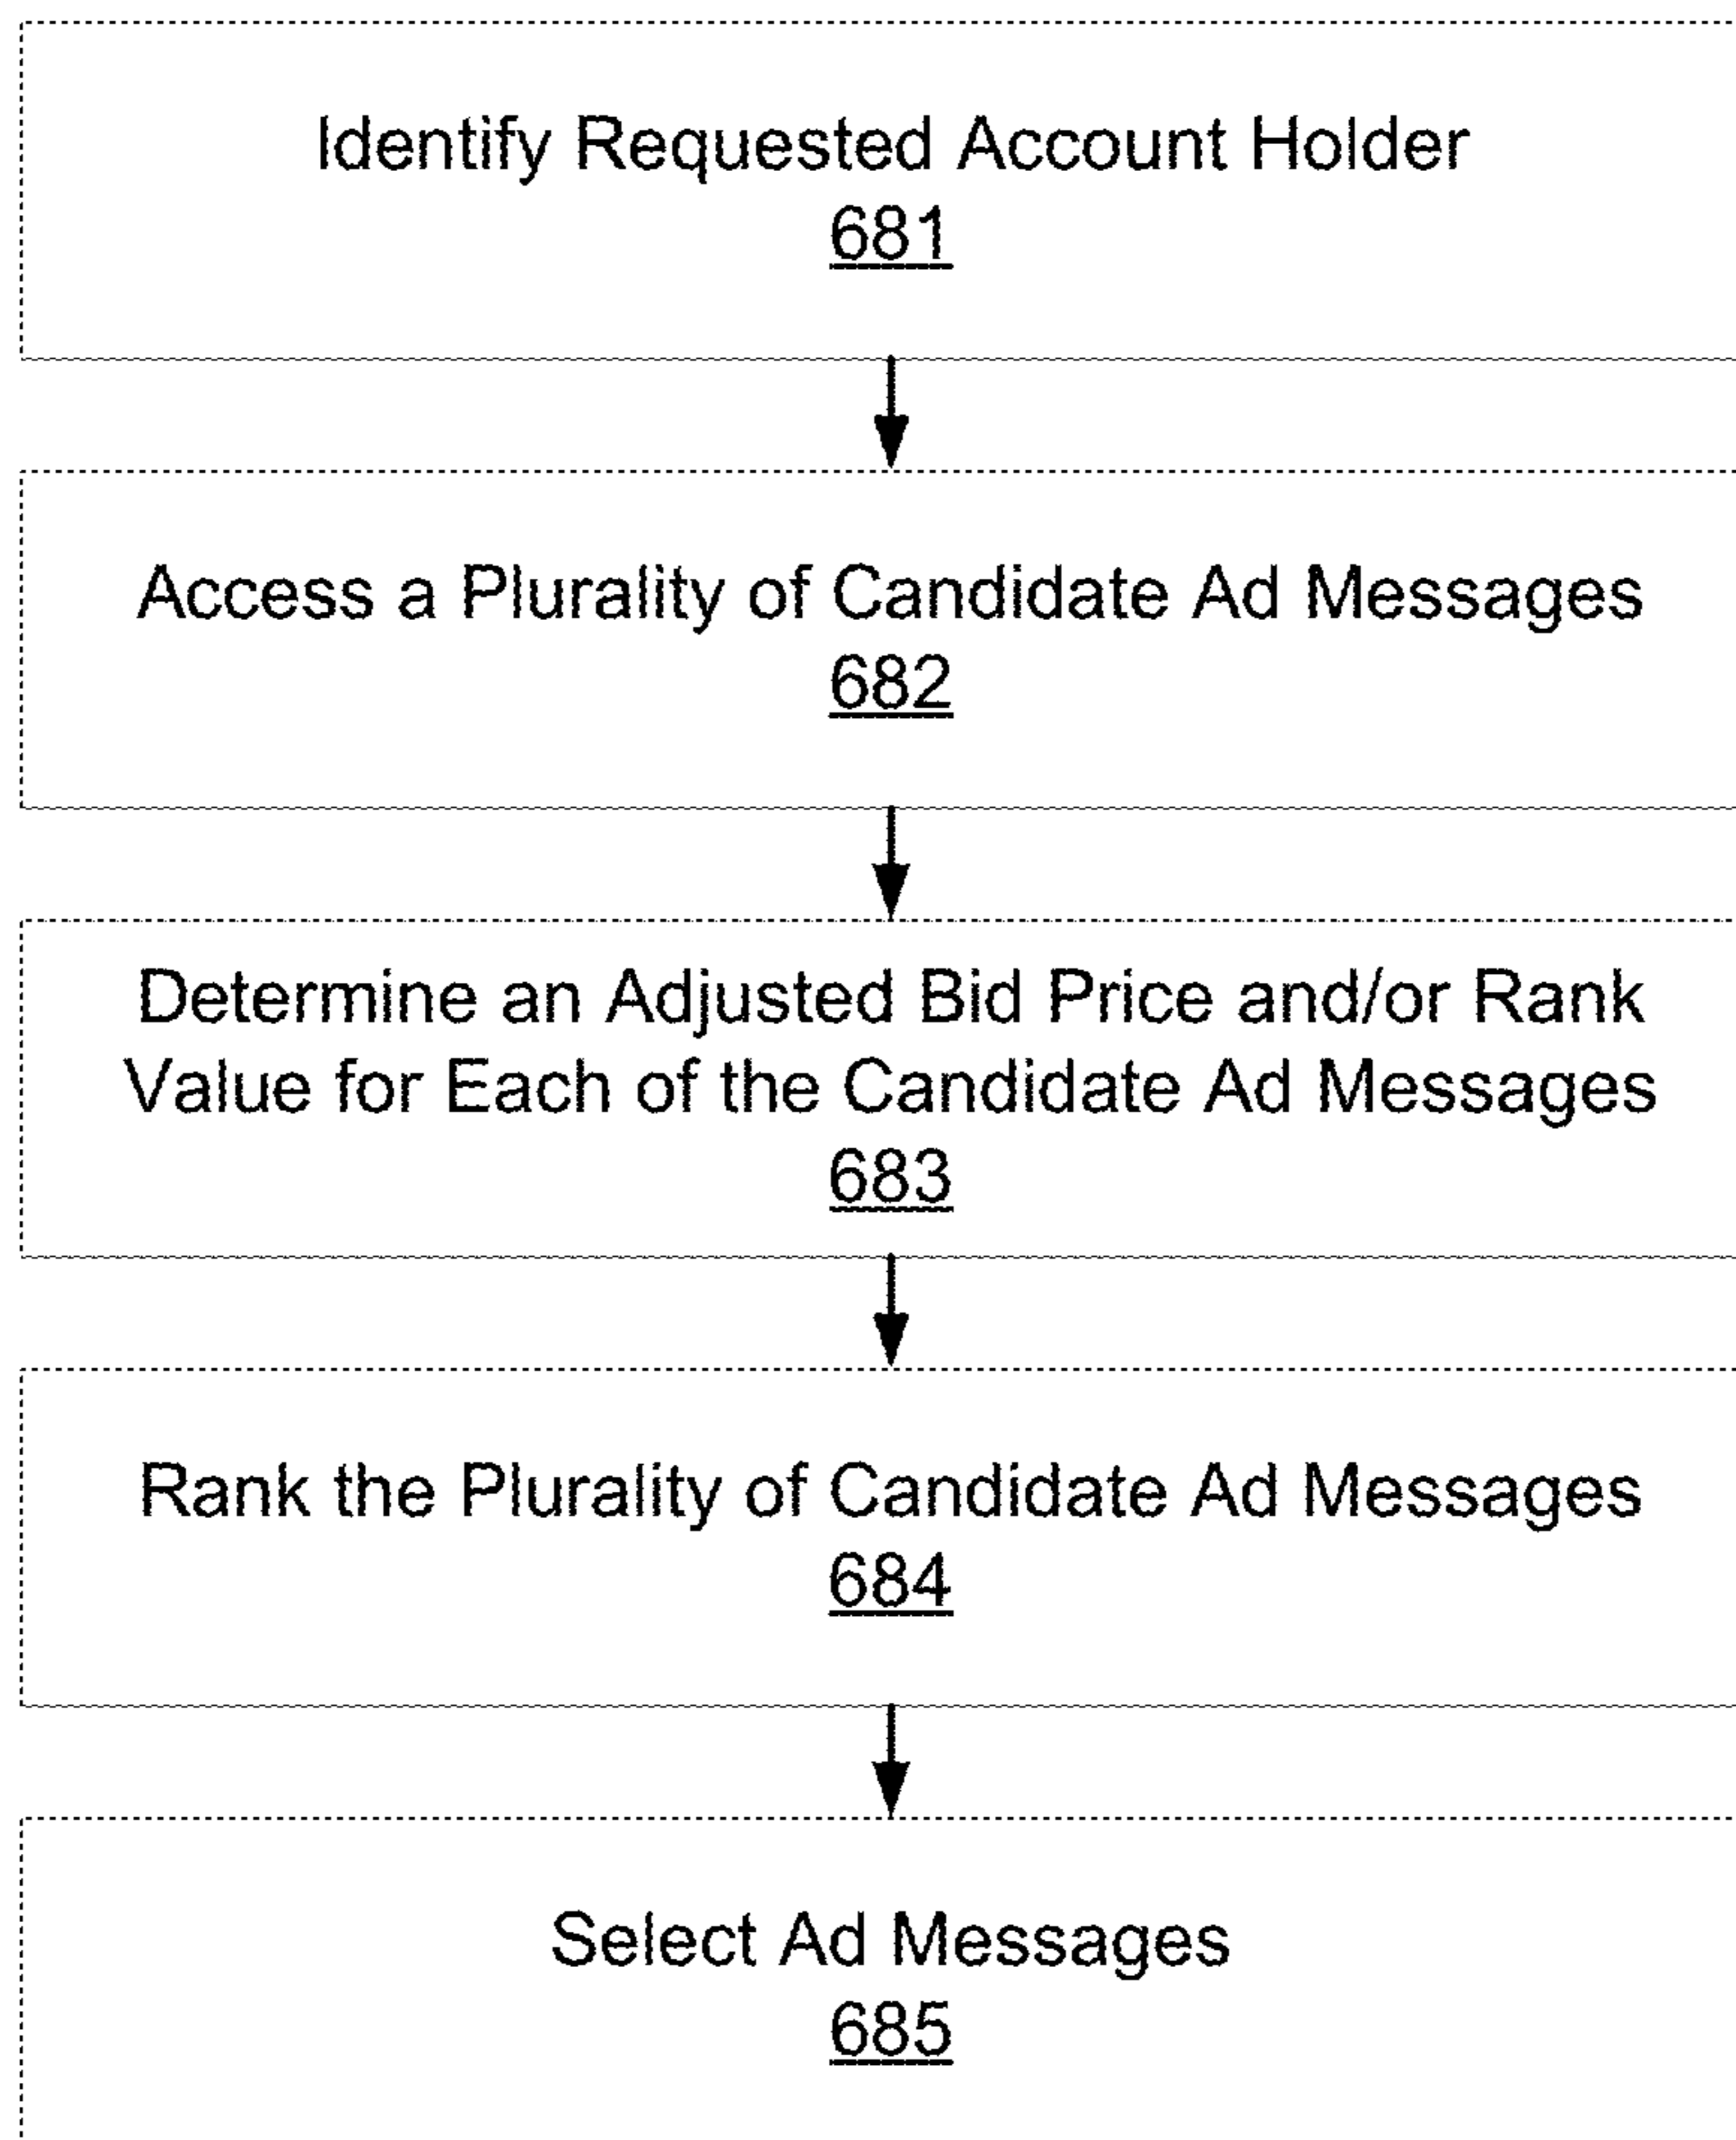 Identify Requested Account Holder
681
Access a Plurality of Candidate Ad Messages
682
Determine an Adjusted Bid Price and/or Rank
Value for Each of the Candidate Ad Messages
683
Rank the Plurality of Candidate Ad Messages
684
Select Ad Messages
685